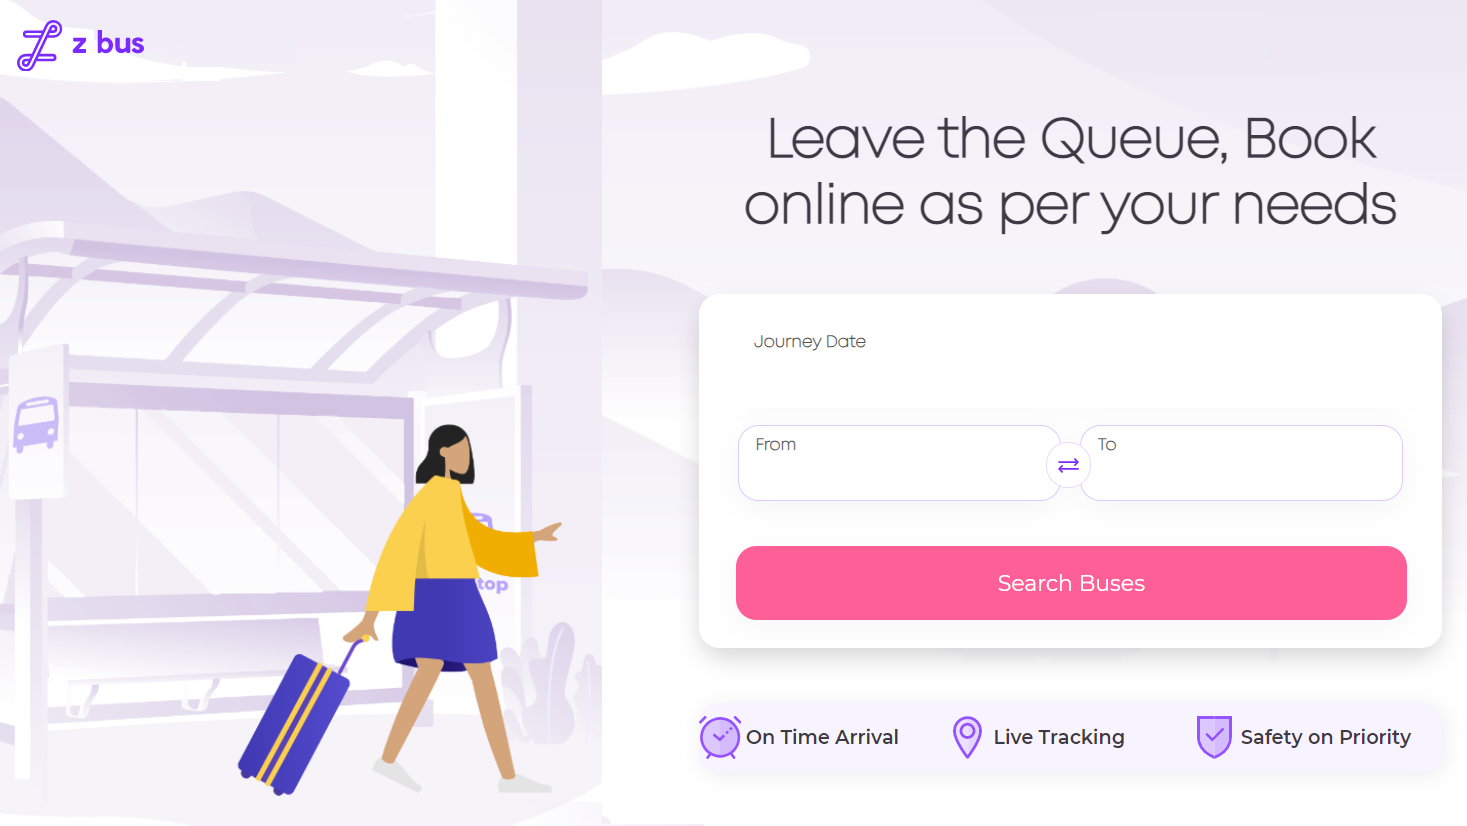 z bus
Leave the Queue, Book
online as per your needs
Journey Date
From
To
Search Buses
top
On Time Arrival
Live Tracking
Safety on Priority